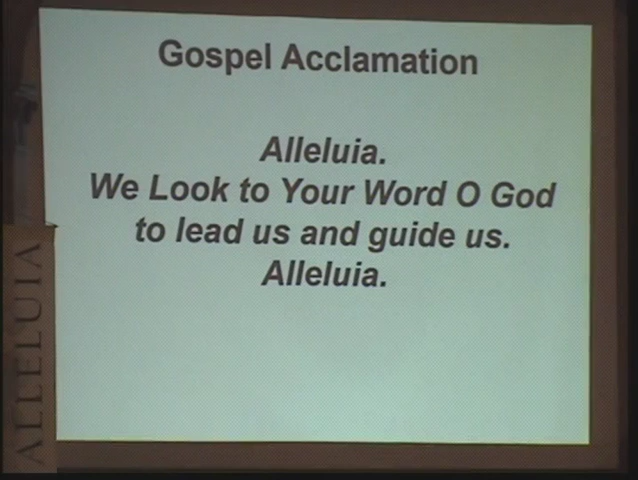 Gospel Acclamation
Alleluia.
We Look to Your Word O God
to lead us and guide us.
Alleluia.
ALLELUIA